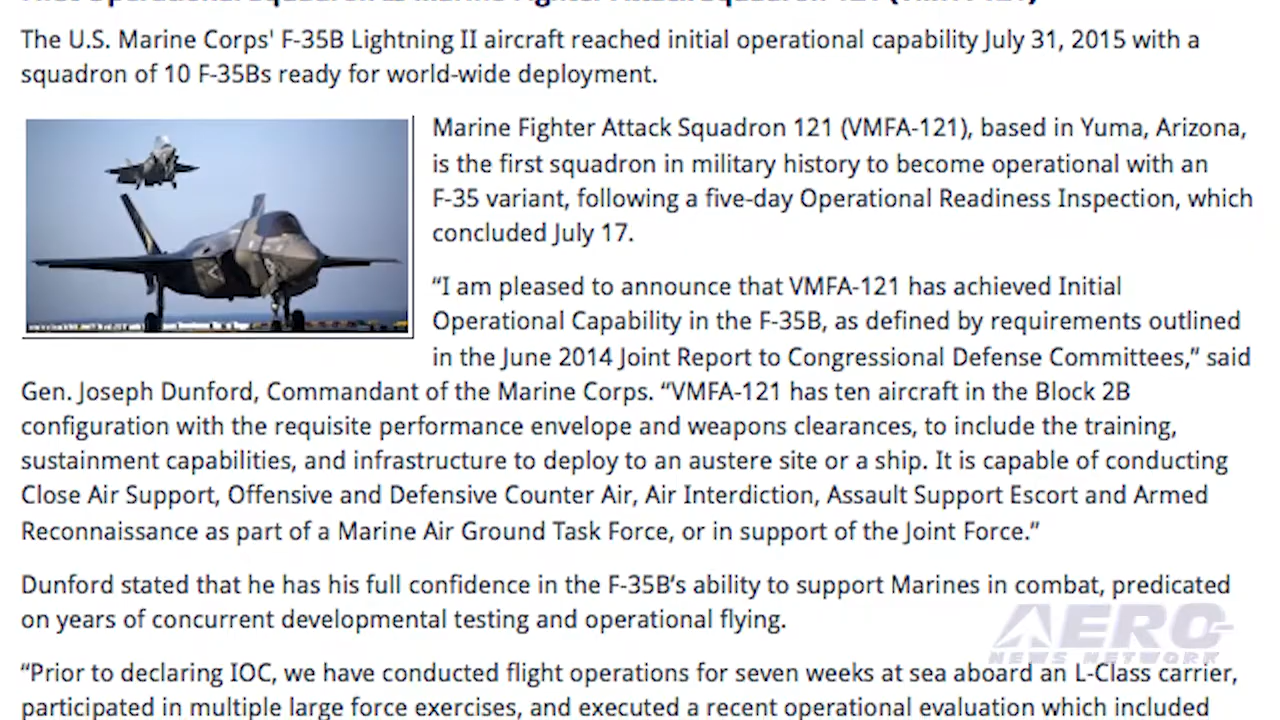 First Operational Squadron Is Marine Fighter Attack Squadron 121 (VMFA-121)
The U.S. Marine Corps' F-35B Lightning II aircraft reached initial operational capability July 31, 2015 with a
squadron of 10 F-35Bs ready for world-wide deployment.
Marine Fighter Attack Squadron 121 (VMFA-121), based in Yuma, Arizona,
is the first squadron in military history to become operational with an
F-35 variant, following a five-day Operational Readiness Inspection, which
concluded July 17.
“I am pleased to announce that VMFA-121 has achieved Initial
Operational Capability in the F-35B, as defined by requirements outlined
in the June 2014 Joint Report to Congressional Defense Committees,” said
Gen. Joseph Dunford, Commandant of the Marine Corps. “VMFA-121 has ten aircraft in the Block 2B
configuration with the requisite performance envelope and weapons clearances, to include the training,
sustainment capabilities, and infrastructure to deploy to an austere site or a ship. It is capable of conducting
Close Air Support, Offensive and Defensive Counter Air, Air Interdiction, Assault Support Escort and Armed
Reconnaissance as part of a Marine Air Ground Task Force, or in support of the Joint Force.”
Dunford stated that he has his full confidence in the F-35B’s ability to support Marines in combat, predicated
on years of concurrent developmental testing and operational flying.
AERO
NEWS NETWORK
“Prior to declaring IOC, we have conducted flight operations for seven weeks at sea aboard an L-Class carrier,
participated in multiple large force exercises, and executed a recent operational evaluation which included